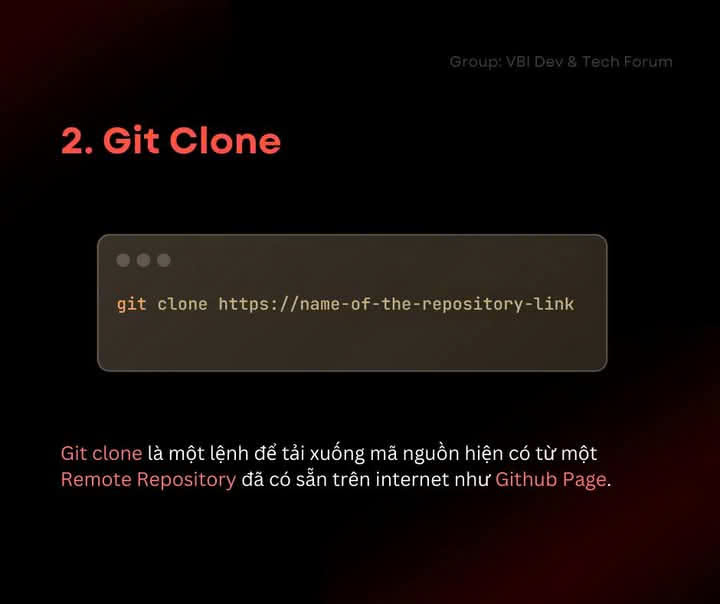 Group: VBI Dev & Tech Forum
2. Git Clone
git clone https://name-of-the-repository-link
Git clone là một lệnh để tải xuống mã nguồn hiện có từ một
Remote Repository đã có sẵn trên internet như Github Page.